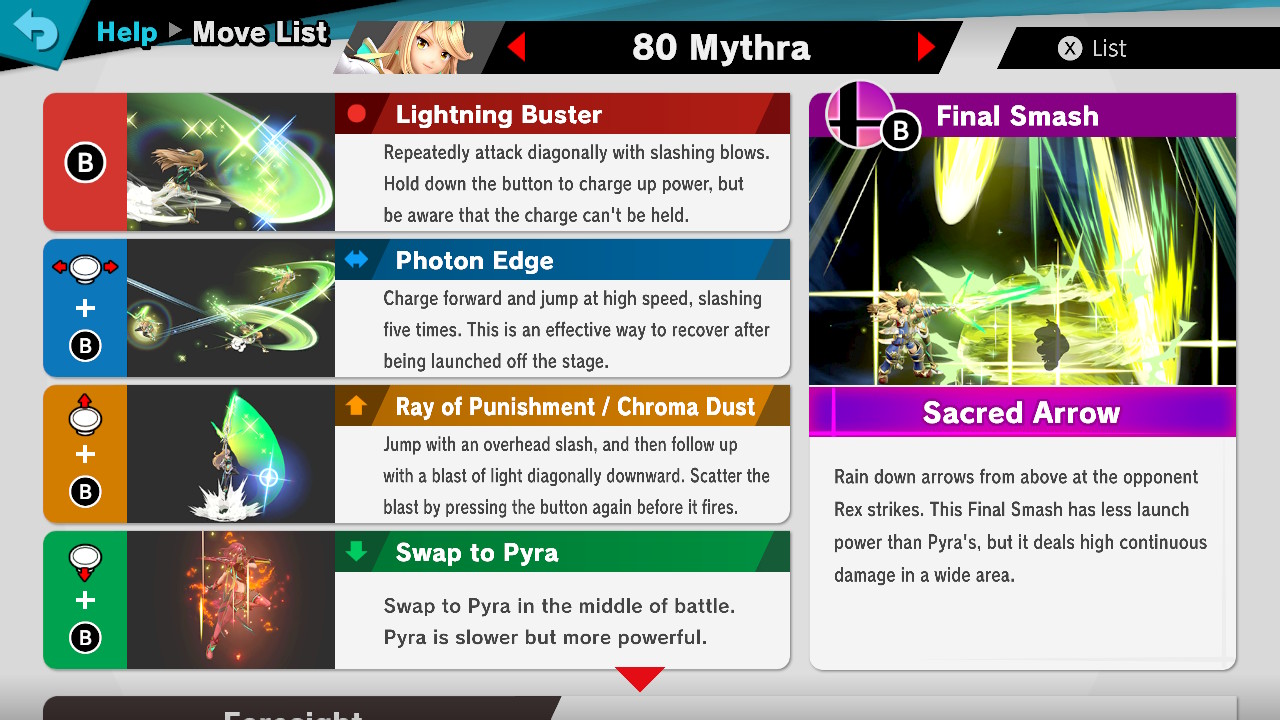 Help ▶ Move List
80 Mythra
X List
B
Lightning Buster
Repeatedly attack diagonally with slashing blows.
Hold down the button to charge up power, but
be aware that the charge can't be held.
+
B
Photon Edge
Charge forward and jump at high speed, slashing
five times. This is an effective way to recover after
being launched off the stage.
+
B
Ray of Punishment / Chroma Dust
Jump with an overhead slash, and then follow up
with a blast of light diagonally downward. Scatter the
blast by pressing the button again before it fires.
+
B
Swap to Pyra
Swap to Pyra in the middle of battle.
Pyra is slower but more powerful.
B
Final Smash
Sacred Arrow
Rain down arrows from above at the opponent
Rex strikes. This Final Smash has less launch
power than Pyra's, but it deals high continuous
damage in a wide area.
Foresight